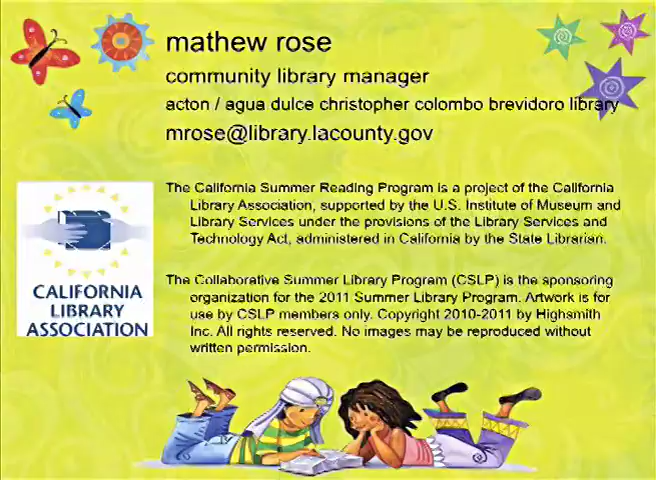 mathew rose
community library manager
acton / agua dulce christopher colombo brevidoro library
mrose@library.lacounty.gov
The California Summer Reading Program is a project of the California
Library Association, supported by the U.S. Institute of Museum and
Library Services under the provisions of the Library Services and
Technology Act, administered in California by the State Librarian.
The Collaborative Summer Library Program (CSLP) is the sponsoring
organization for the 2011 Summer Library Program. Artwork is for
use by CSLP members only. Copyright 2010-2011 by Highsmith
Inc. All rights reserved. No images may be reproduced without
written permission.
CALIFORNIA
LIBRARY
ASSOCIATION